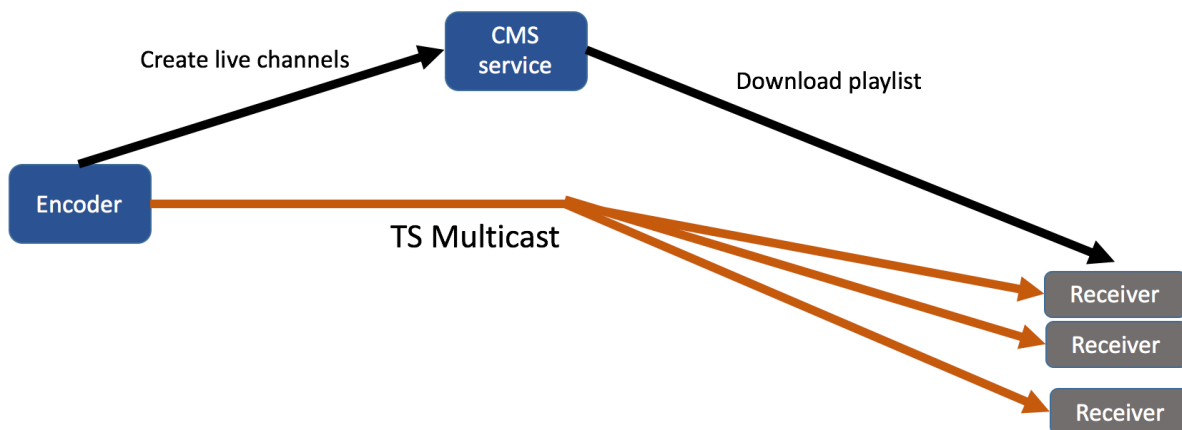 CMS
service
Create live channels
Download playlist
Encoder
TS Multicast
Receiver
Receiver
Receiver